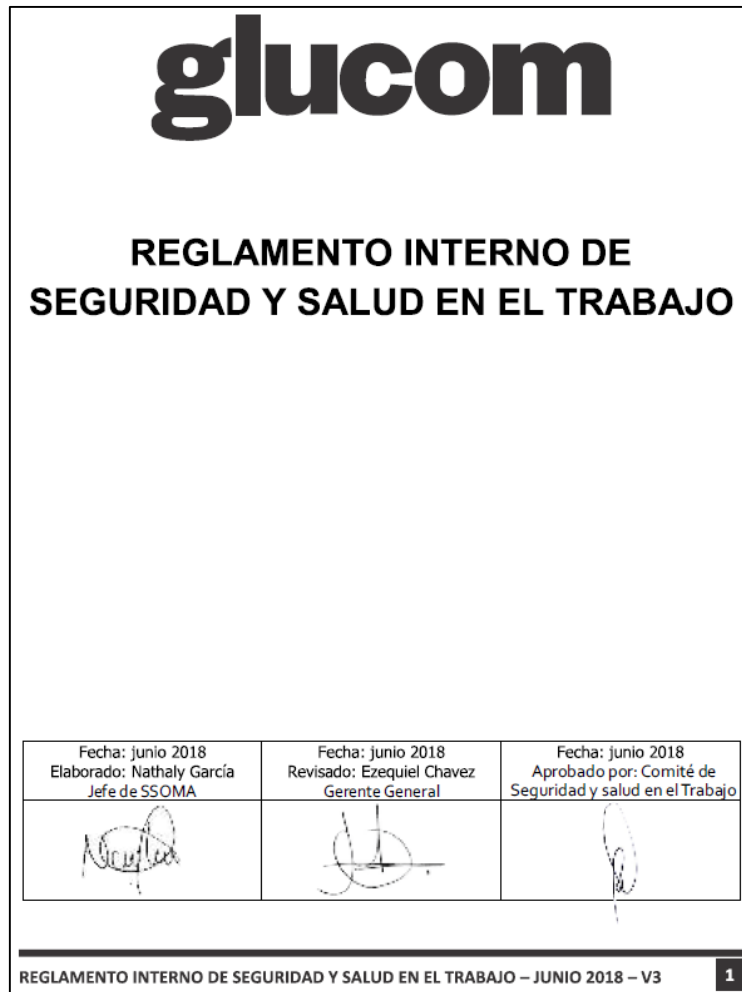 glucom
REGLAMENTO INTERNO DE
SEGURIDAD Y SALUD EN EL TRABAJO
Fecha: junio 2018
Elaborado: Nathaly García
Jefe de SSOMA
Fecha: junio 2018
Revisado: Ezequiel Chavez
Gerente General
Fecha: junio 2018
Aprobado por: Comité de
Seguridad y salud en el Trabajo
REGLAMENTO INTERNO DE SEGURIDAD Y SALUD EN EL TRABAJO – JUNIO 2018 – V3
1